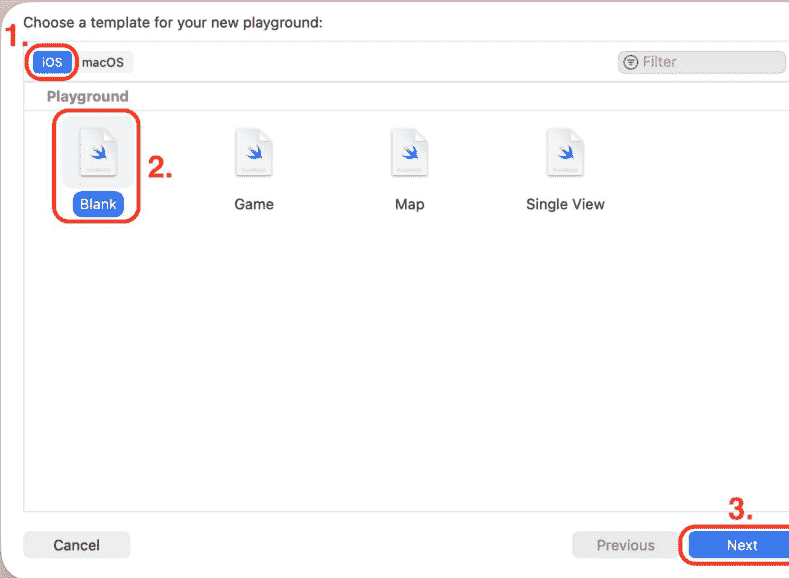 Choose a template for your new playground:
1.
iOS macOS
Filter
Playground
2.
Blank Game Map Single View
3.
Cancel Previous Next